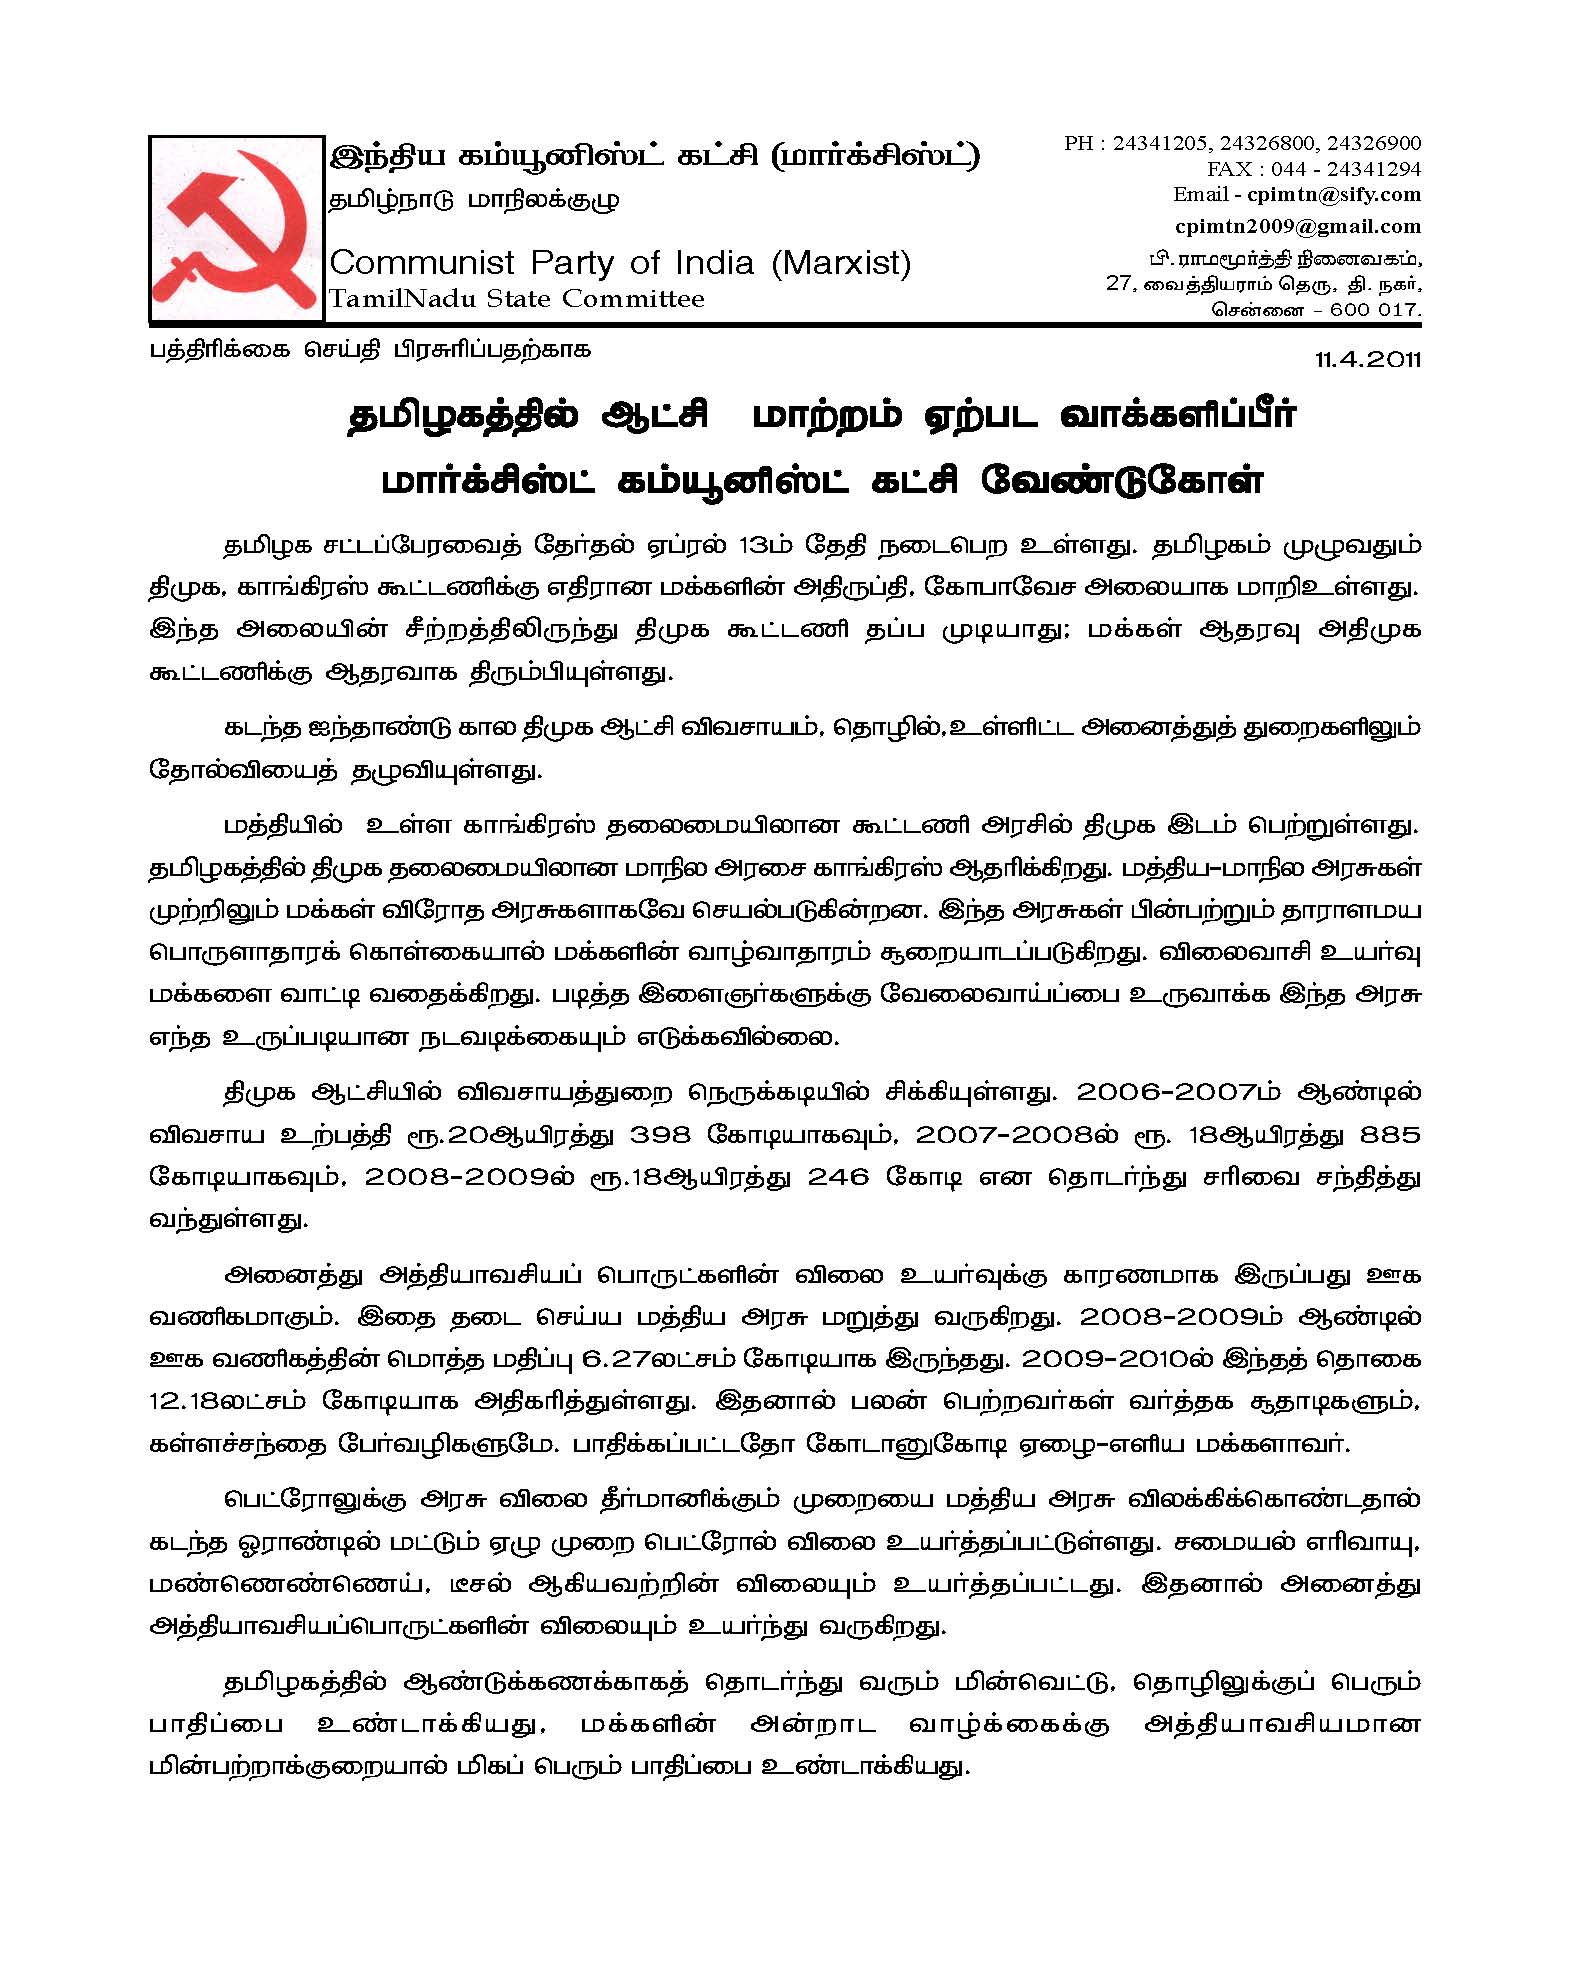 இந்திய கம்யூனிஸ்ட் கட்சி (மார்க்சிஸ்ட்)
தமிழ்நாடு மாநிலக்குழு
Communist Party of India (Marxist)
TamilNadu State Committee
PH : 24341205, 24326800, 24326900
FAX : 044 - 24341294
Email - cpimtn@sify.com
cpimtn2009@gmail.com
பி. ராமமூர்த்தி நினைவகம்,
27, வைத்தியராம் தெரு, தி. நகர்,
சென்னை - 600 017.
பத்திரிக்கை செய்தி பிரசுரிப்பதற்காக
11.4.2011
தமிழகத்தில் ஆட்சி மாற்றம் ஏற்பட வாக்களிப்பீர்
மார்க்சிஸ்ட் கம்யூனிஸ்ட் கட்சி வேண்டுகோள்
தமிழக சட்டப்பேரவைத் தேர்தல் ஏப்ரல் 13ம் தேதி நடைபெற உள்ளது. தமிழகம் முழுவதும்
திமுக, காங்கிரஸ் கூட்டணிக்கு எதிரான மக்களின் அதிருப்தி, கோபாவேச அலையாக மாறிஉள்ளது.
இந்த அலையின் சீற்றத்திலிருந்து திமுக கூட்டணி தப்ப முடியாது; மக்கள் ஆதரவு அதிமுக
கூட்டணிக்கு ஆதரவாக திரும்பியுள்ளது.
கடந்த ஐந்தாண்டு கால திமுக ஆட்சி விவசாயம், தொழில்,உள்ளிட்ட அனைத்துத் துறைகளிலும்
தோல்வியைத் தழுவியுள்ளது.
மத்தியில் உள்ள காங்கிரஸ் தலைமையிலான கூட்டணி அரசில் திமுக இடம் பெற்றுள்ளது.
தமிழகத்தில் திமுக தலைமையிலான மாநில அரசை காங்கிரஸ் ஆதரிக்கிறது. மத்திய-மாநில அரசுகள்
முற்றிலும் மக்கள் விரோத அரசுகளாகவே செயல்படுகின்றன. இந்த அரசுகள் பின்பற்றும் தாராளமய
பொருளாதாரக் கொள்கையால் மக்களின் வாழ்வாதாரம் சூறையாடப்படுகிறது. விலைவாசி உயர்வு
மக்களை வாட்டி வதைக்கிறது. படித்த இளைஞர்களுக்கு வேலைவாய்ப்பை உருவாக்க இந்த அரசு
எந்த உருப்படியான நடவடிக்கையும் எடுக்கவில்லை.
திமுக ஆட்சியில் விவசாயத்துறை நெருக்கடியில் சிக்கியுள்ளது. 2006-2007ம் ஆண்டில்
விவசாய உற்பத்தி ரூ.20ஆயிரத்து 398 கோடியாகவும், 2007-2008ல் ரூ. 18ஆயிரத்து 885
கோடியாகவும், 2008-2009ல் ரூ.18ஆயிரத்து 246 கோடி என தொடர்ந்து சரிவை சந்தித்து
வந்துள்ளது.
அனைத்து அத்தியாவசியப் பொருட்களின் விலை உயர்வுக்கு காரணமாக இருப்பது ஊக
வணிகமாகும். இதை தடை செய்ய மத்திய அரசு மறுத்து வருகிறது. 2008-2009ம் ஆண்டில்
ஊக வணிகத்தின் மொத்த மதிப்பு 6.27லட்சம் கோடியாக இருந்தது. 2009-2010ல் இந்தத் தொகை
12.18லட்சம் கோடியாக அதிகரித்துள்ளது. இதனால் பலன் பெற்றவர்கள் வர்த்தக சூதாடிகளும்,
கள்ளச்சந்தை பேர்வழிகளுமே. பாதிக்கப்பட்டதோ கோடானுகோடி ஏழை-எளிய மக்களாவர்.
பெட்ரோலுக்கு அரசு விலை தீர்மானிக்கும் முறையை மத்திய அரசு விலக்கிக்கொண்டதால்
கடந்த ஓராண்டில் மட்டும் ஏழு முறை பெட்ரோல் விலை உயர்த்தப்பட்டுள்ளது. சமையல் எரிவாயு,
மண்ணெண்ணெய், டீசல் ஆகியவற்றின் விலையும் உயர்த்தப்பட்டது. இதனால் அனைத்து
அத்தியாவசியப்பொருட்களின் விலையும் உயர்ந்து வருகிறது.
தமிழகத்தில் ஆண்டுக்கணக்காகத் தொடர்ந்து வரும் மின்வெட்டு, தொழிலுக்குப் பெரும்
பாதிப்பை உண்டாக்கியது, மக்களின் அன்றாட வாழ்க்கைக்கு அத்தியாவசியமான
மின்பற்றாக்குறையால் மிகப் பெரும் பாதிப்பை உண்டாக்கியது.